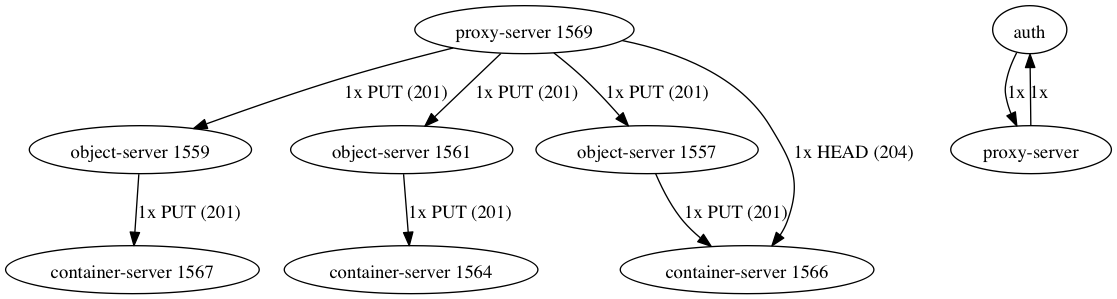 proxy-server 1569
auth
1x PUT (201)
1x PUT (201)
1x PUT (201)
1x
1x
object-server 1559
object-server 1561
object-server 1557
1x HEAD (204)
proxy-server
1x PUT (201)
1x PUT (201)
1x PUT (201)
container-server 1567
container-server 1564
container-server 1566